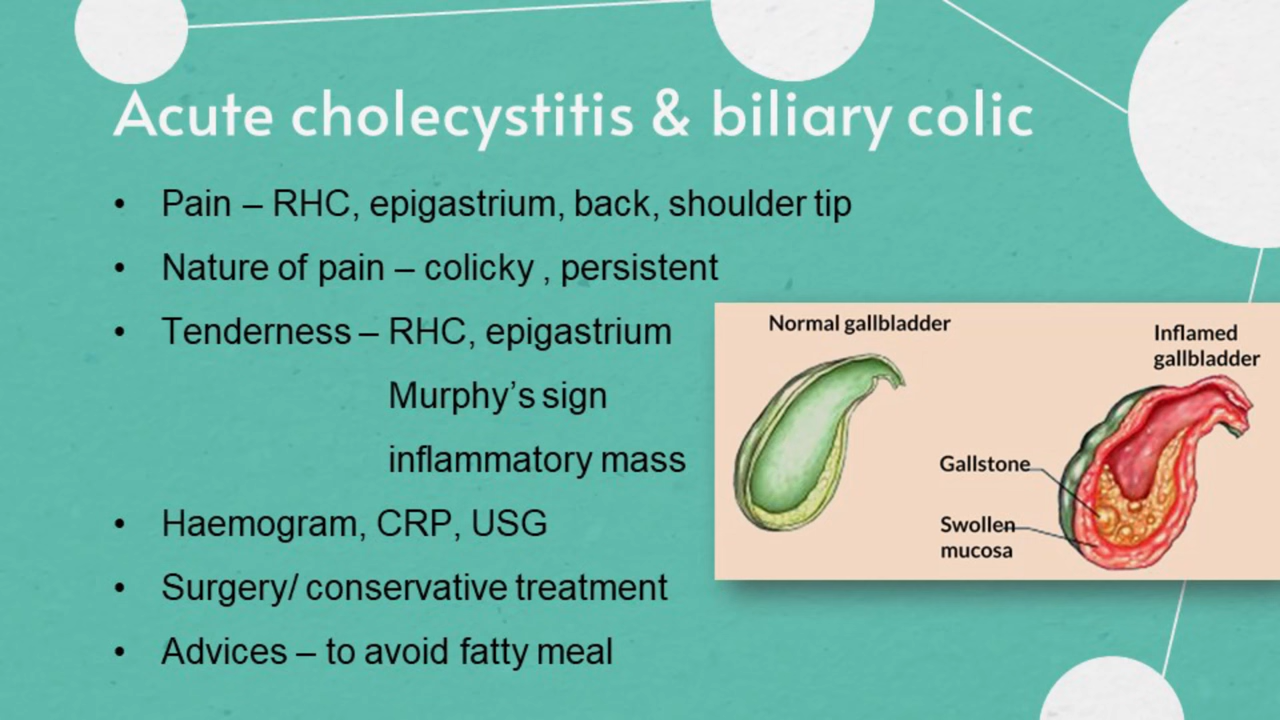 Acute cholecystitis & biliary colic
• Pain – RHC, epigastrium, back, shoulder tip
• Nature of pain – colicky , persistent
• Tenderness – RHC, epigastrium
Murphy's sign
inflammatory mass
• Haemogram, CRP, USG
• Surgery/ conservative treatment
• Advices – to avoid fatty meal
Normal gallbladder
Inflamed
gallbladder
Gallstone
Swollen
mucosa